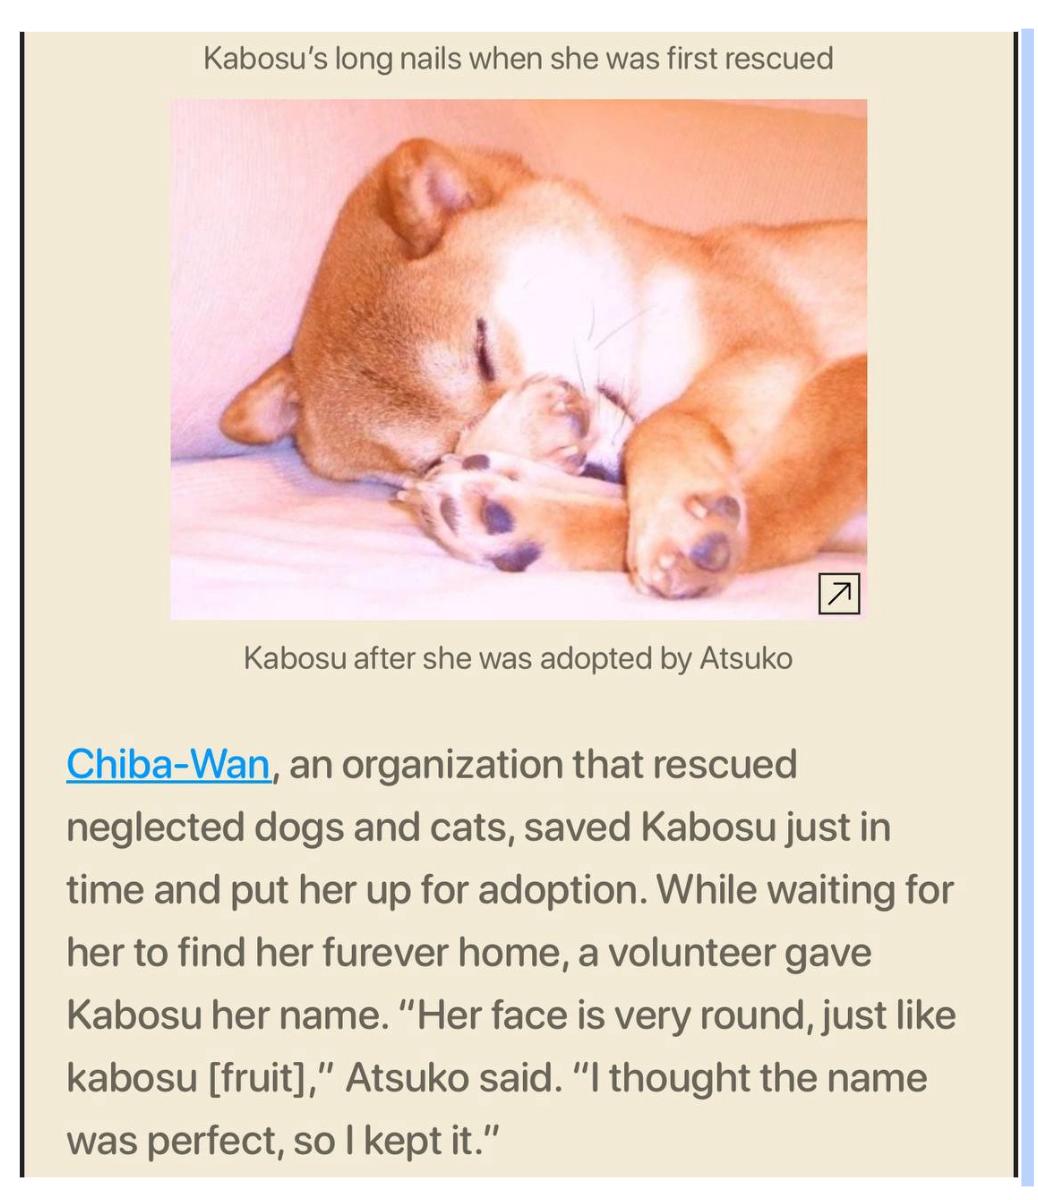 Kabosu’s long nails when she was first rescued
Kabosu after she was adopted by Atsuko
Chiba-Wan, an organization that rescued
neglected dogs and cats, saved Kabosu just in
time and put her up for adoption. While waiting for
her to find her furever home, a volunteer gave
Kabosu her name. “Her face is very round, just like
kabosu [fruit],” Atsuko said. “I thought the name
was perfect, so I kept it.”